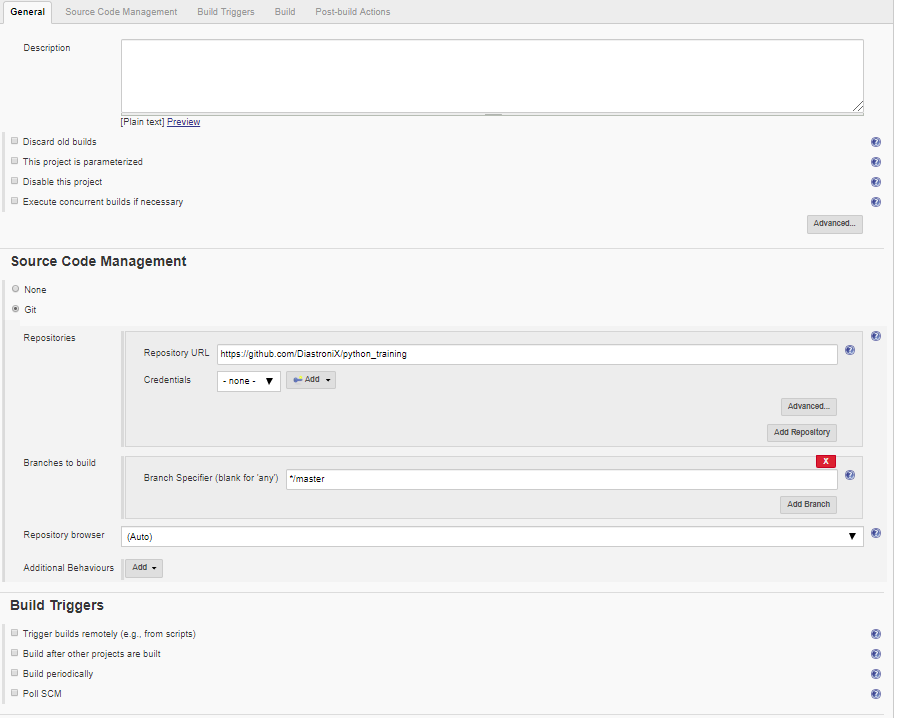 General Source Code Management Build Triggers Build Post-build Actions
Description
[Plain text] Preview
Discard old builds
This project is parameterized
Disable this project
Execute concurrent builds if necessary
Advanced...
Source Code Management
None
Git
Repositories
Repository URL https://github.com/DiastroniX/python_training
Credentials - none - Add
Advanced...
Add Repository
Branches to build
X
Branch Specifier (blank for 'any') */master
Add Branch
Repository browser (Auto)
Additional Behaviours Add
Build Triggers
Trigger builds remotely (e.g., from scripts)
Build after other projects are built
Build periodically
Poll SCM